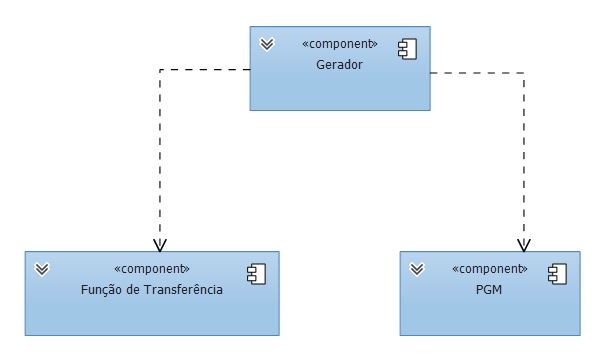 «component»
Gerador
«component»
Função de Transferência
«component»
PGM